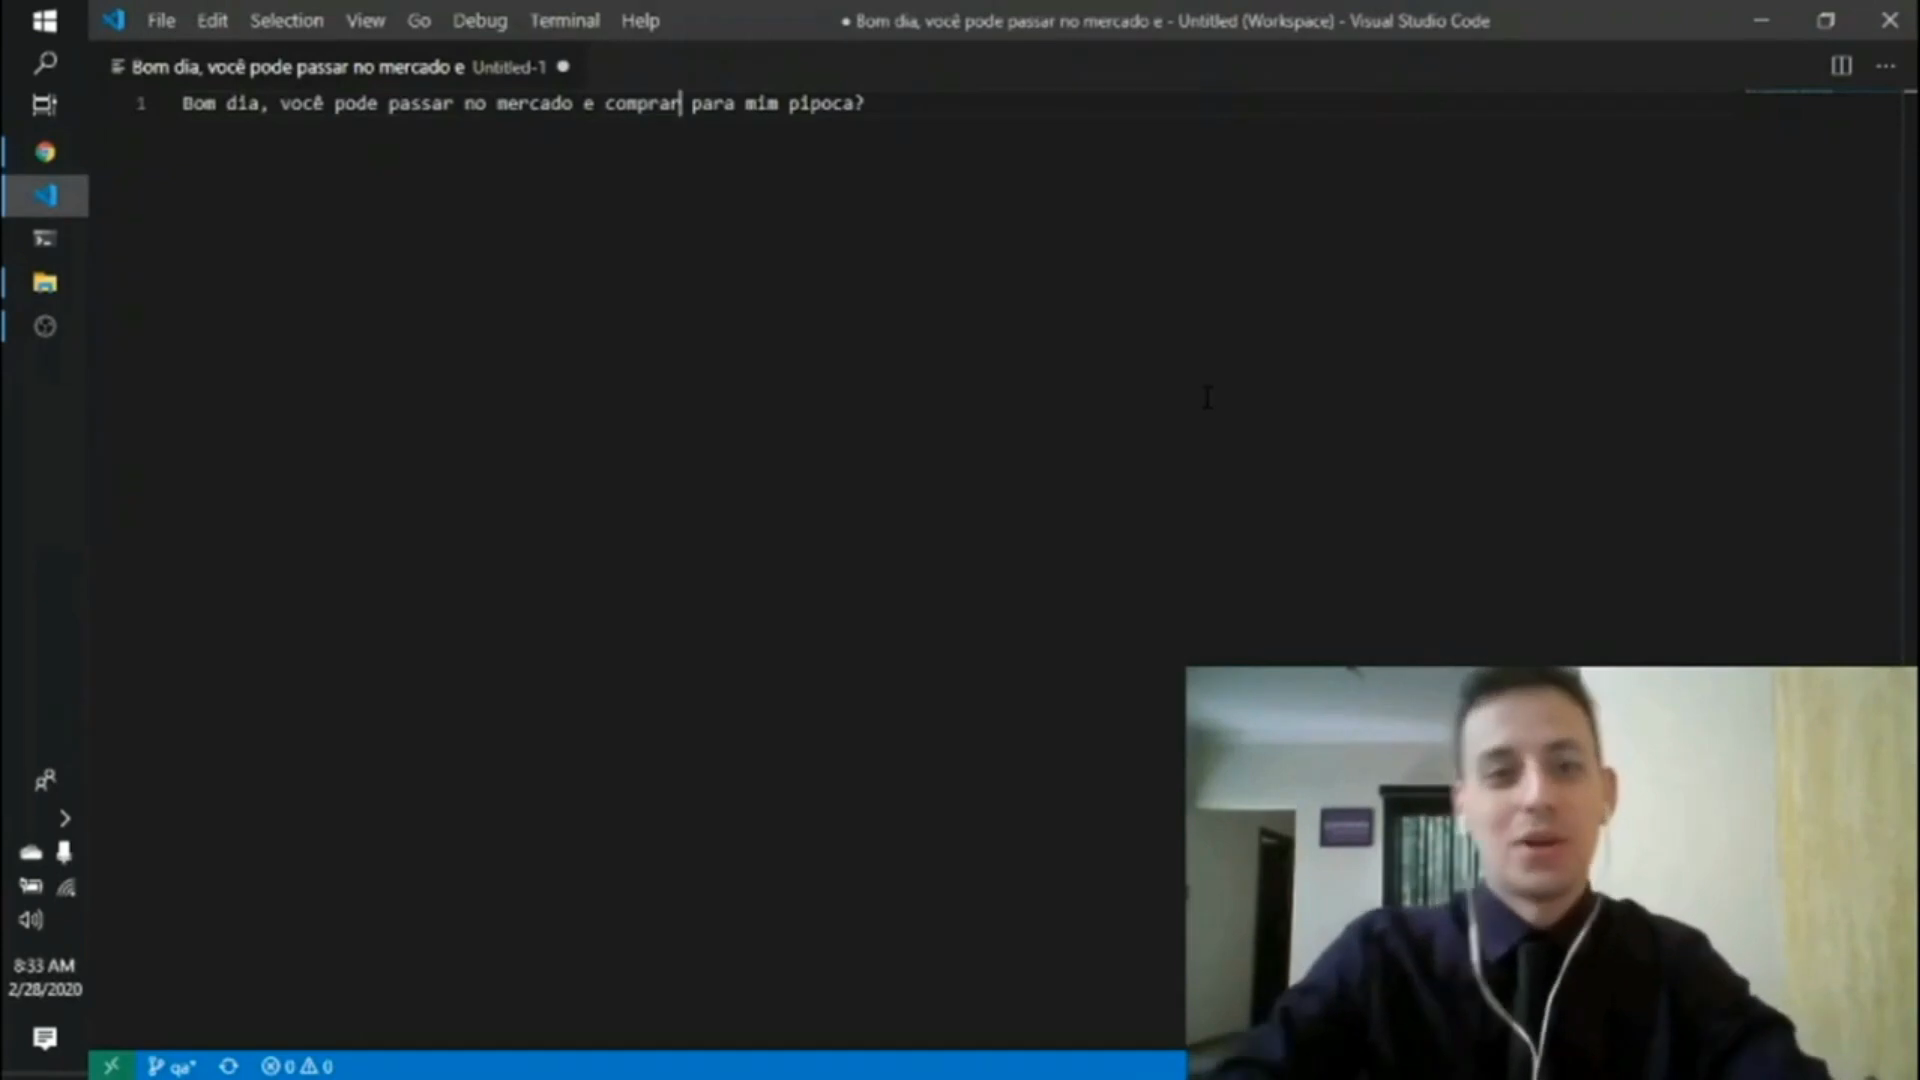 File Edit Selection View Go Debug Terminal Help
● Bom dia, você pode passar no mercado e - Untitled (Workspace) - Visual Studio Code
Bom dia, você pode passar no mercado e Untitled-1
1 Bom dia, você pode passar no mercado e comprar para mim pipoca?
8:33 AM
2/28/2020
qa* 0 0